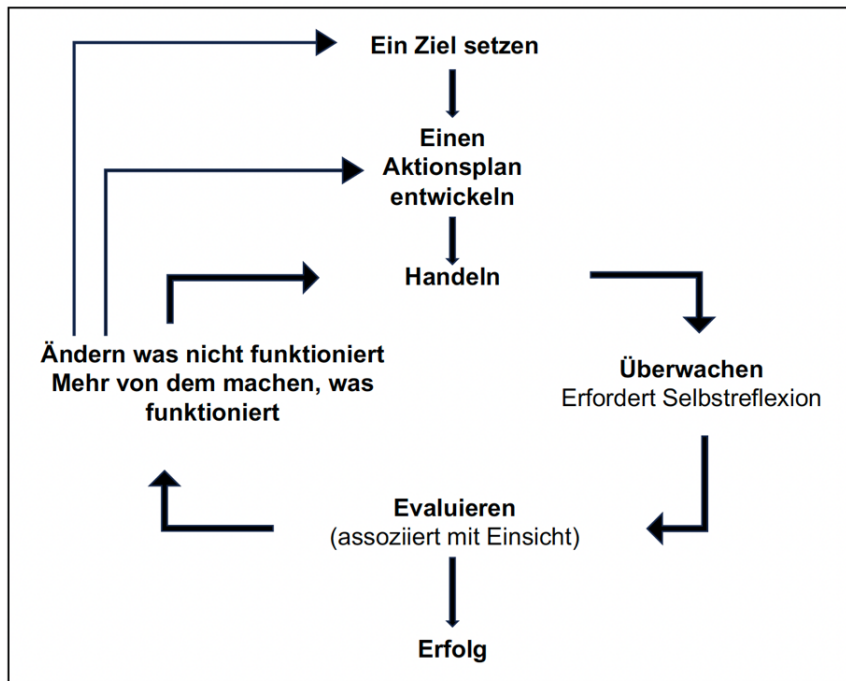 Ein Ziel setzen
Einen
Aktionsplan
entwickeln
Handeln
Ändern was nicht funktioniert
Mehr von dem machen, was
funktioniert
Überwachen
Erfordert Selbstreflexion
Evaluieren
(assoziiert mit Einsicht)
Erfolg